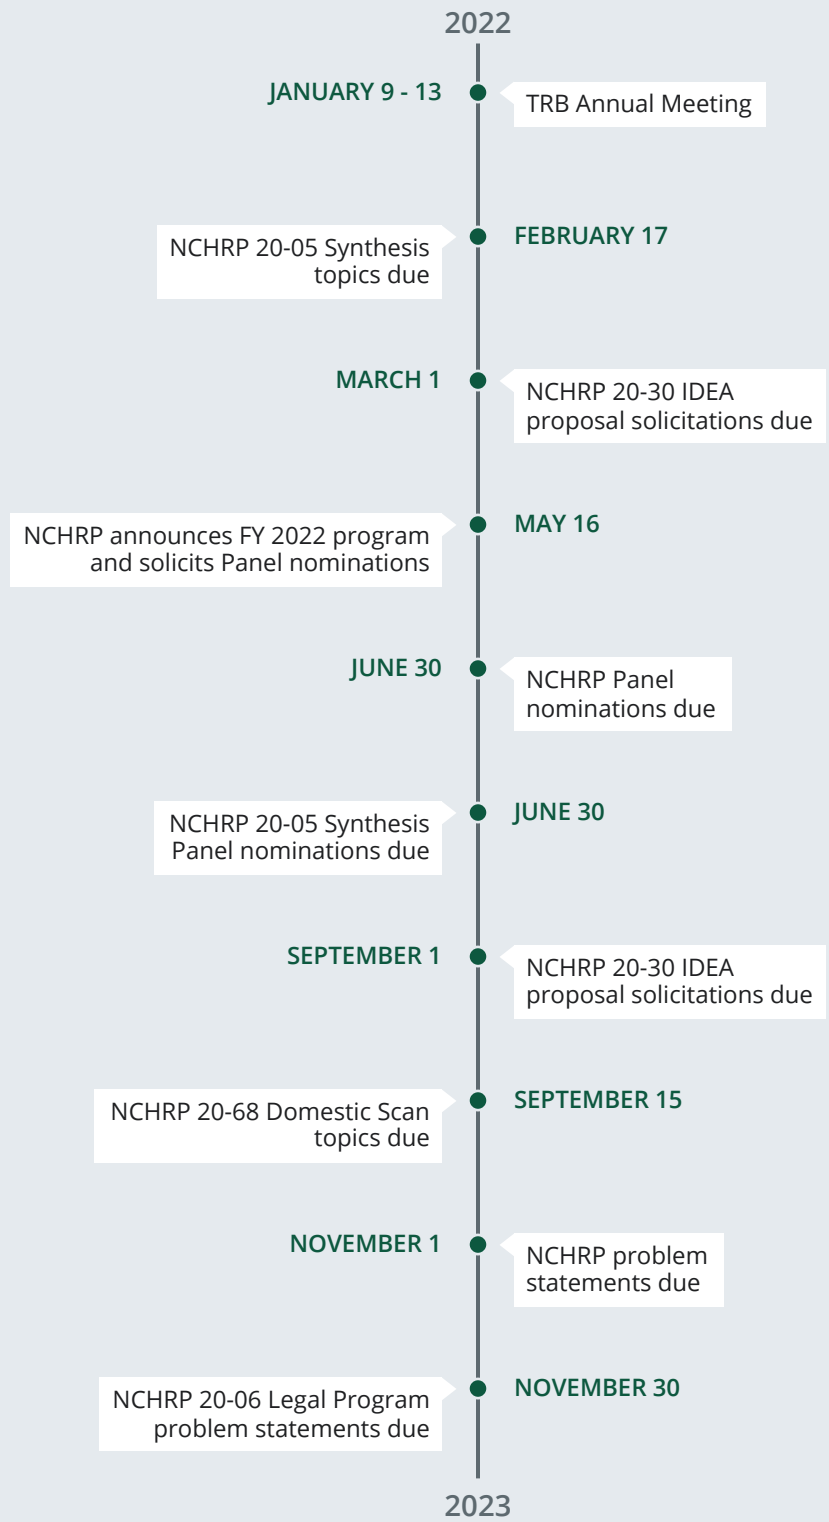 2022
JANUARY 9 - 13
TRB Annual Meeting
FEBRUARY 17
NCHRP 20-05 Synthesis
topics due
MARCH 1
NCHRP 20-30 IDEA
proposal solicitations due
MAY 16
NCHRP announces FY 2022 program
and solicits Panel nominations
JUNE 30
NCHRP Panel
nominations due
JUNE 30
NCHRP 20-05 Synthesis
Panel nominations due
SEPTEMBER 1
NCHRP 20-30 IDEA
proposal solicitations due
SEPTEMBER 15
NCHRP 20-68 Domestic Scan
topics due
NOVEMBER 1
NCHRP problem
statements due
NOVEMBER 30
NCHRP 20-06 Legal Program
problem statements due
2023